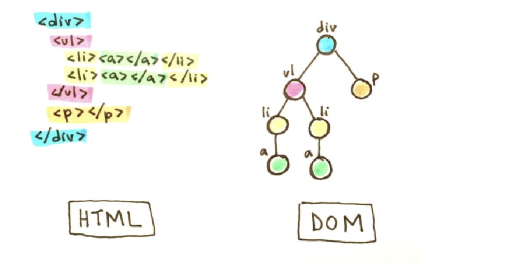 <div>
<ul>
<li><a></a></li>
<li><a></a></li>
</ul>
<p></p>
</div>
HTML
div
ul
p
li
li
a
a
DOM